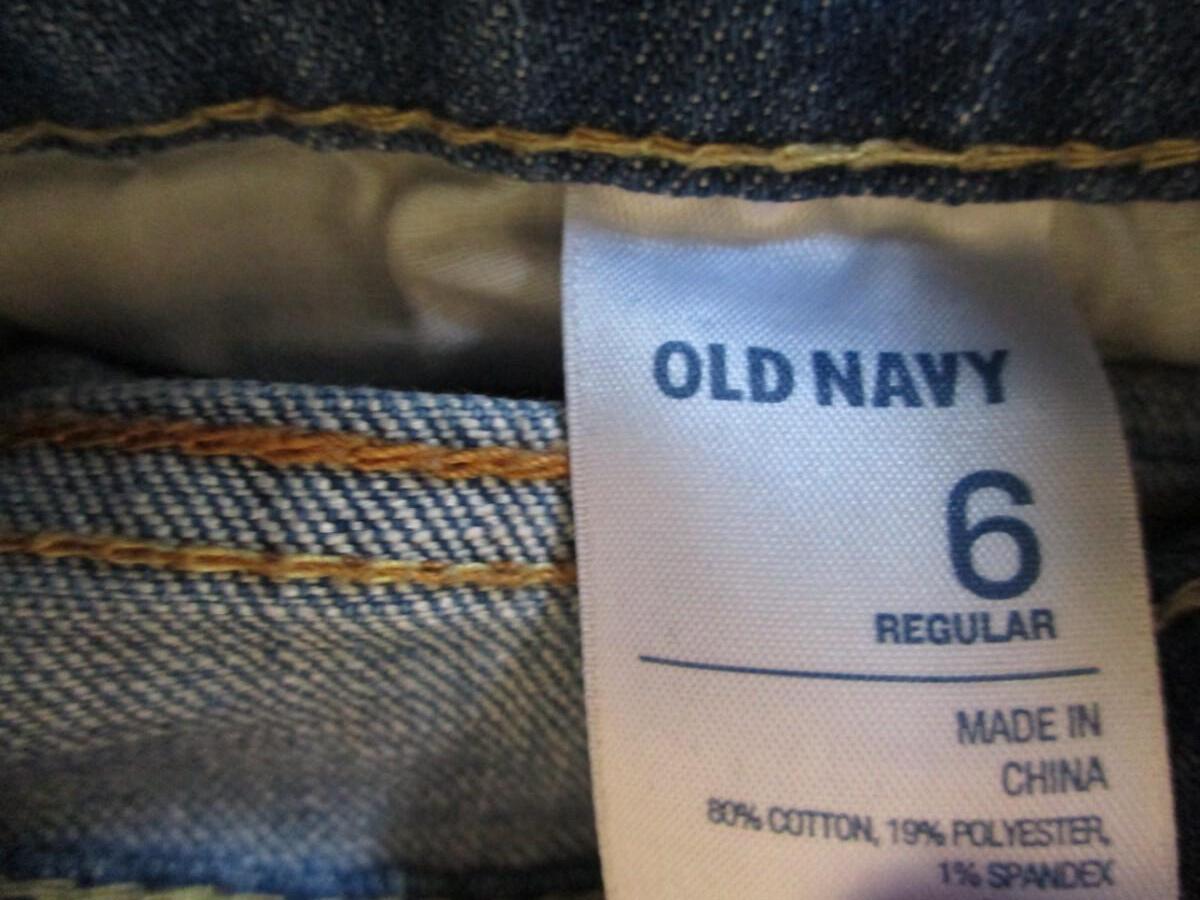 OLD NAVY
6
REGULAR
MADE IN
CHINA
80% COTTON, 19% POLYESTER,
1% SPANDEX